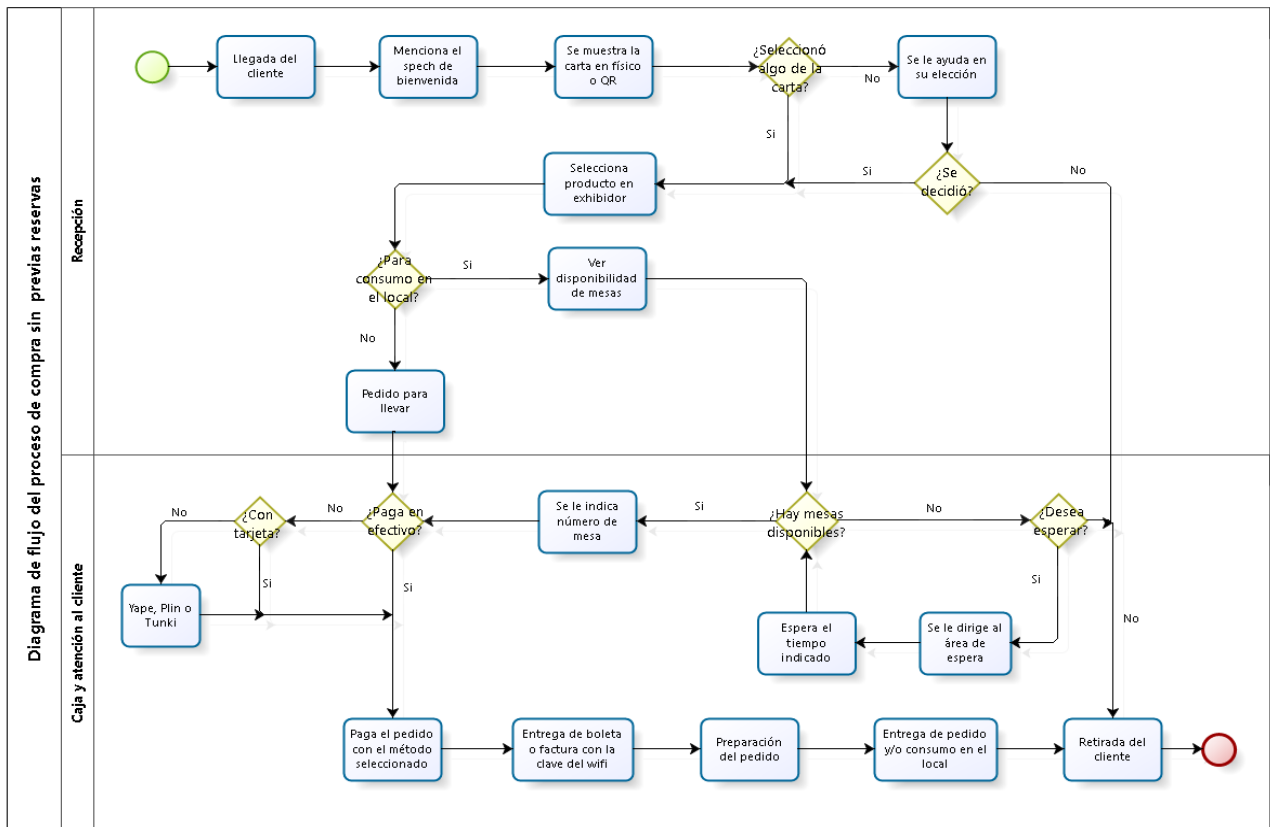 Diagrama de flujo del proceso de compra sin previas reservas
Recepción
Llegada del
cliente
Menciona el
spech de
bienvenida
Se muestra la
carta en físico
o QR
¿Seleccionó
algo de la
carta?
No
Se le ayuda en
su elección
Si
Selecciona
producto en
exhibidor
Si
¿Se
decidió?
No
¿Para
consumo en
el local?
Si
Ver
disponibilidad
de mesas
No
Pedido para
llevar
Caja y atención al cliente
No
¿Con
tarjeta?
No
¿Paga en
efectivo?
Se le indica
número de
mesa
Si
¿Hay mesas
disponibles?
No
¿Desea
esperar?
Si
Si
Si
Yape, Plin o
Tunki
Espera el
tiempo
indicado
Se le dirige al
área de
espera
No
Paga el pedido
con el método
seleccionado
Entrega de boleta
o factura con la
clave del wifi
Preparación
del pedido
Entrega de pedido
y/o consumo en el
local
Retirada del
cliente